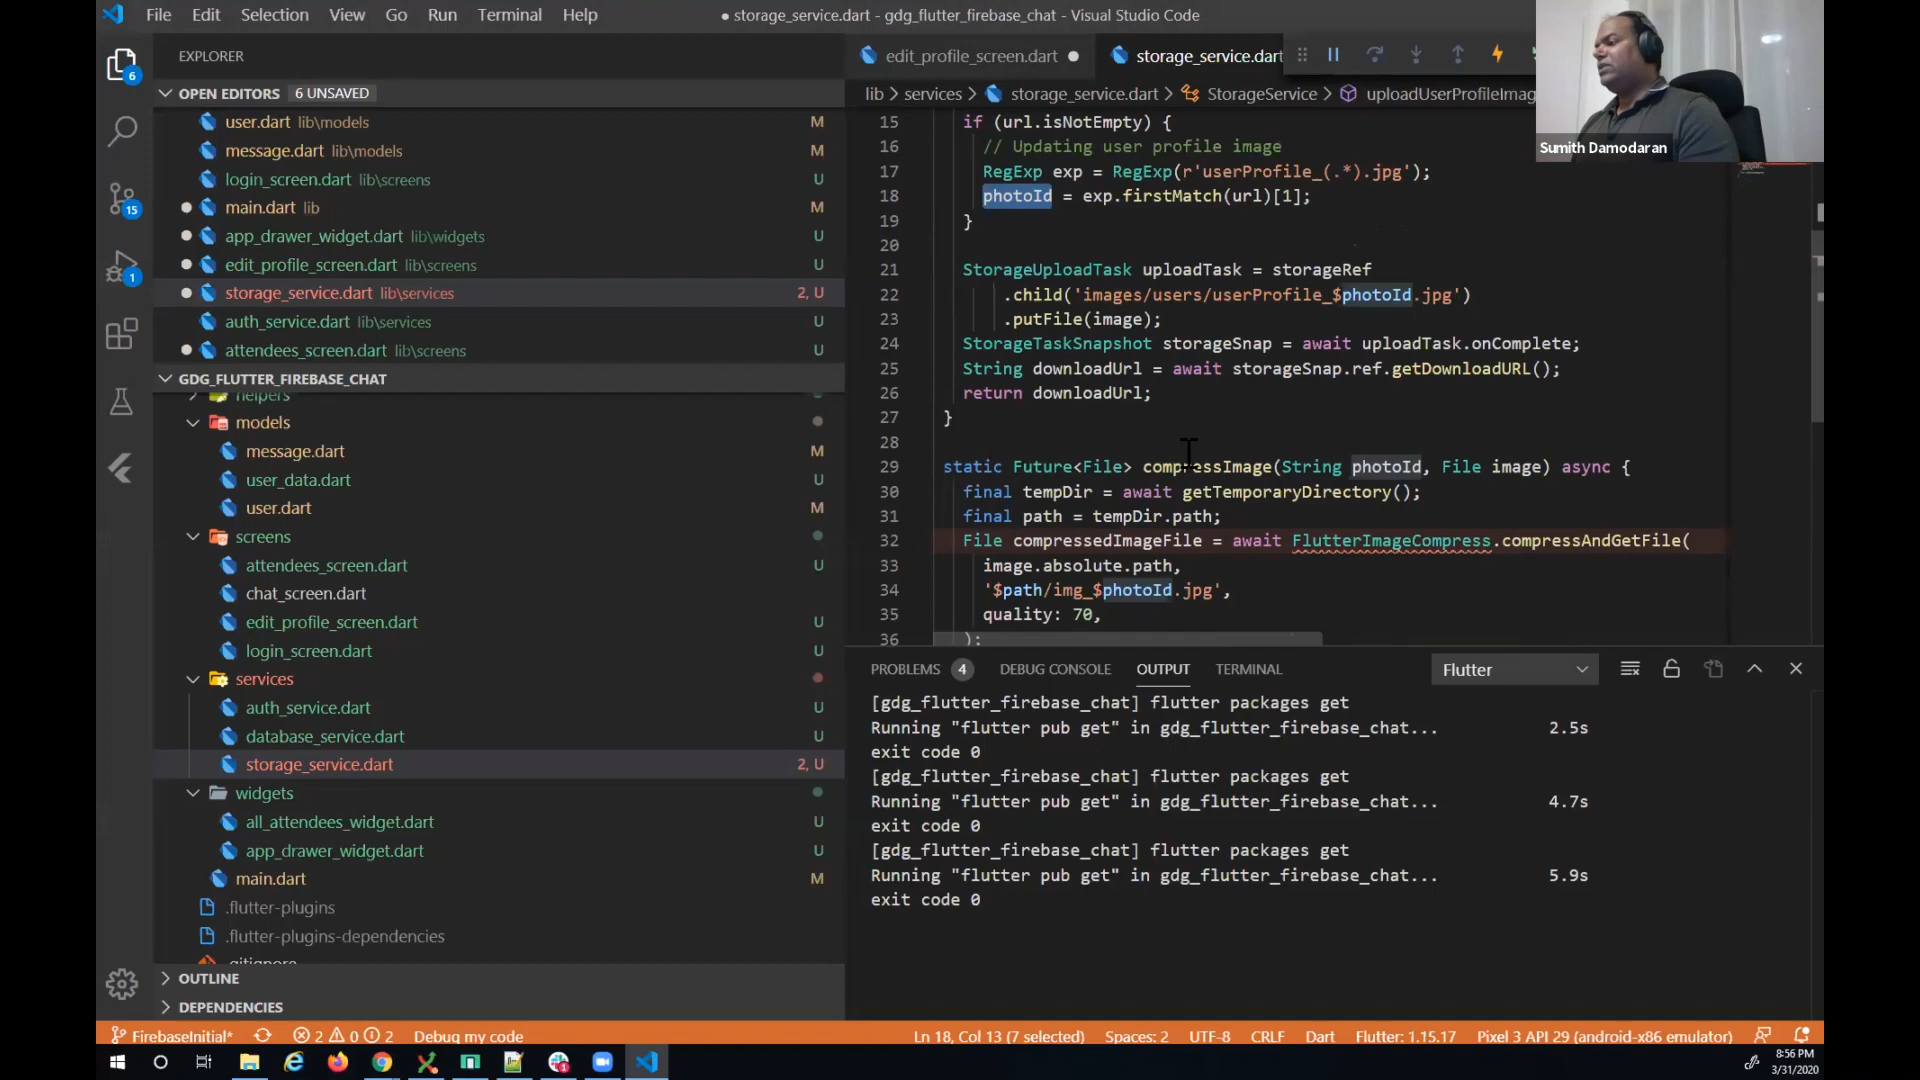 File Edit Selection View Go Run Terminal Help
● storage_service.dart - gdg_flutter_firebase_chat - Visual Studio Code
Sumith Damodaran
EXPLORER
OPEN EDITORS 6 UNSAVED
user.dart lib\models M
message.dart lib\models M
login_screen.dart lib\screens U
main.dart lib M
app_drawer_widget.dart lib\widgets U
edit_profile_screen.dart lib\screens U
storage_service.dart lib\services 2, U
auth_service.dart lib\services U
attendees_screen.dart lib\screens U
GDG_FLUTTER_FIREBASE_CHAT
helpers
models
message.dart M
user_data.dart U
user.dart M
screens
attendees_screen.dart U
chat_screen.dart
edit_profile_screen.dart U
login_screen.dart U
services
auth_service.dart U
database_service.dart U
storage_service.dart 2, U
widgets
all_attendees_widget.dart U
app_drawer_widget.dart U
main.dart M
.flutter-plugins
.flutter-plugins-dependencies
.gitignore
OUTLINE
DEPENDENCIES
6
15
1
edit_profile_screen.dart
storage_service.dart
lib > services > storage_service.dart > StorageService > uploadUserProfileImag
15 if (url.isNotEmpty) {
16 // Updating user profile image
17 RegExp exp = RegExp(r'userProfile_(.*).jpg');
18 photoId = exp.firstMatch(url)[1];
19 }
20
21 StorageUploadTask uploadTask = storageRef
22 .child('images/users/userProfile_$photoId.jpg')
23 .putFile(image);
24 StorageTaskSnapshot storageSnap = await uploadTask.onComplete;
25 String downloadUrl = await storageSnap.ref.getDownloadURL();
26 return downloadUrl;
27 }
28
29 static Future<File> compressImage(String photoId, File image) async {
30 final tempDir = await getTemporaryDirectory();
31 final path = tempDir.path;
32 File compressedImageFile = await FlutterImageCompress.compressAndGetFile(
33 image.absolute.path,
34 '$path/img_$photoId.jpg',
35 quality: 70,
36 );
PROBLEMS 4 DEBUG CONSOLE OUTPUT TERMINAL Flutter
[gdg_flutter_firebase_chat] flutter packages get
Running "flutter pub get" in gdg_flutter_firebase_chat... 2.5s
exit code 0
[gdg_flutter_firebase_chat] flutter packages get
Running "flutter pub get" in gdg_flutter_firebase_chat... 4.7s
exit code 0
[gdg_flutter_firebase_chat] flutter packages get
Running "flutter pub get" in gdg_flutter_firebase_chat... 5.9s
exit code 0
FirebaseInitial* 2 0 2 Debug my code Ln 18, Col 13 (7 selected) Spaces: 2 UTF-8 CRLF Dart Flutter: 1.15.17 Pixel 3 API 29 (android-x86 emulator)
8:56 PM
3/31/2020